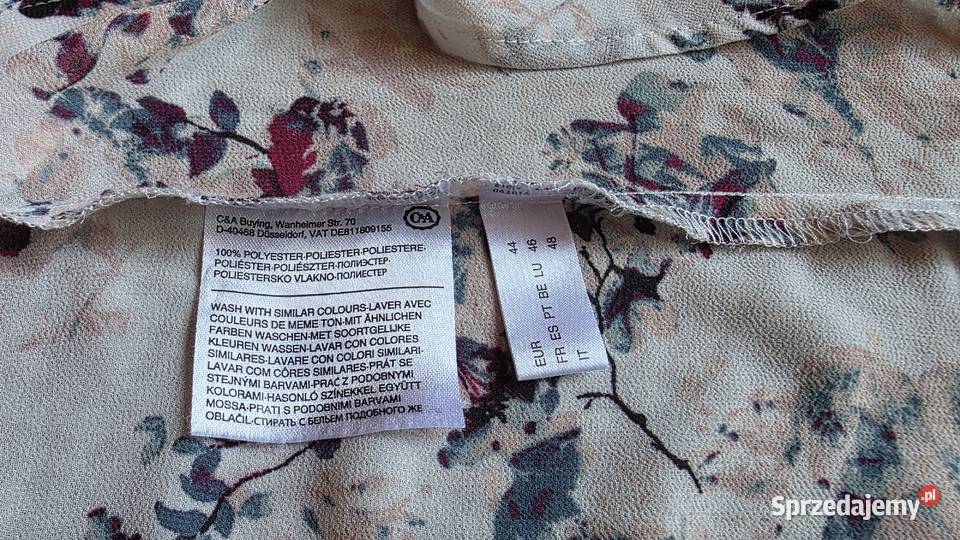 C&A
C&A Buying, Wanheimer Str. 70
D-40468 Düsseldorf, VAT DE811809155
100% POLYESTER·POLIESTER·POLIESTERE·
POLIÉSTER·POLIÉSZTER·ПОЛИЭСТЕР·
POLIESTERSKO VLAKNO·ПОЛИЕСТЕР
WASH WITH SIMILAR COLOURS·LAVER AVEC
COULEURS DE MEME TON·MIT ÄHNLICHEN
FARBEN WASCHEN·MET SOORTGELIJKE
KLEUREN WASSEN·LAVAR CON COLORES
SIMILARES·LAVARE CON COLORI SIMILARI·
LAVAR COM CÔRES SIMILARES·PRÁT SE
STEJNÝMI BARVAMI·PRAĆ Z PODOBNYMI
KOLORAMI·HASONLÓ SZÍNEKKEL EGYÜTT
MOSSA·PRATI S PODOBNIMI BARVAMI
OBLAČIL·СТИРАТЬ С БЕЛЬЕМ ПОДОБНОГО ЖЕ
EUR 44
FR ES PT BE LU 46
IT 48
Sprzedajemy.pl